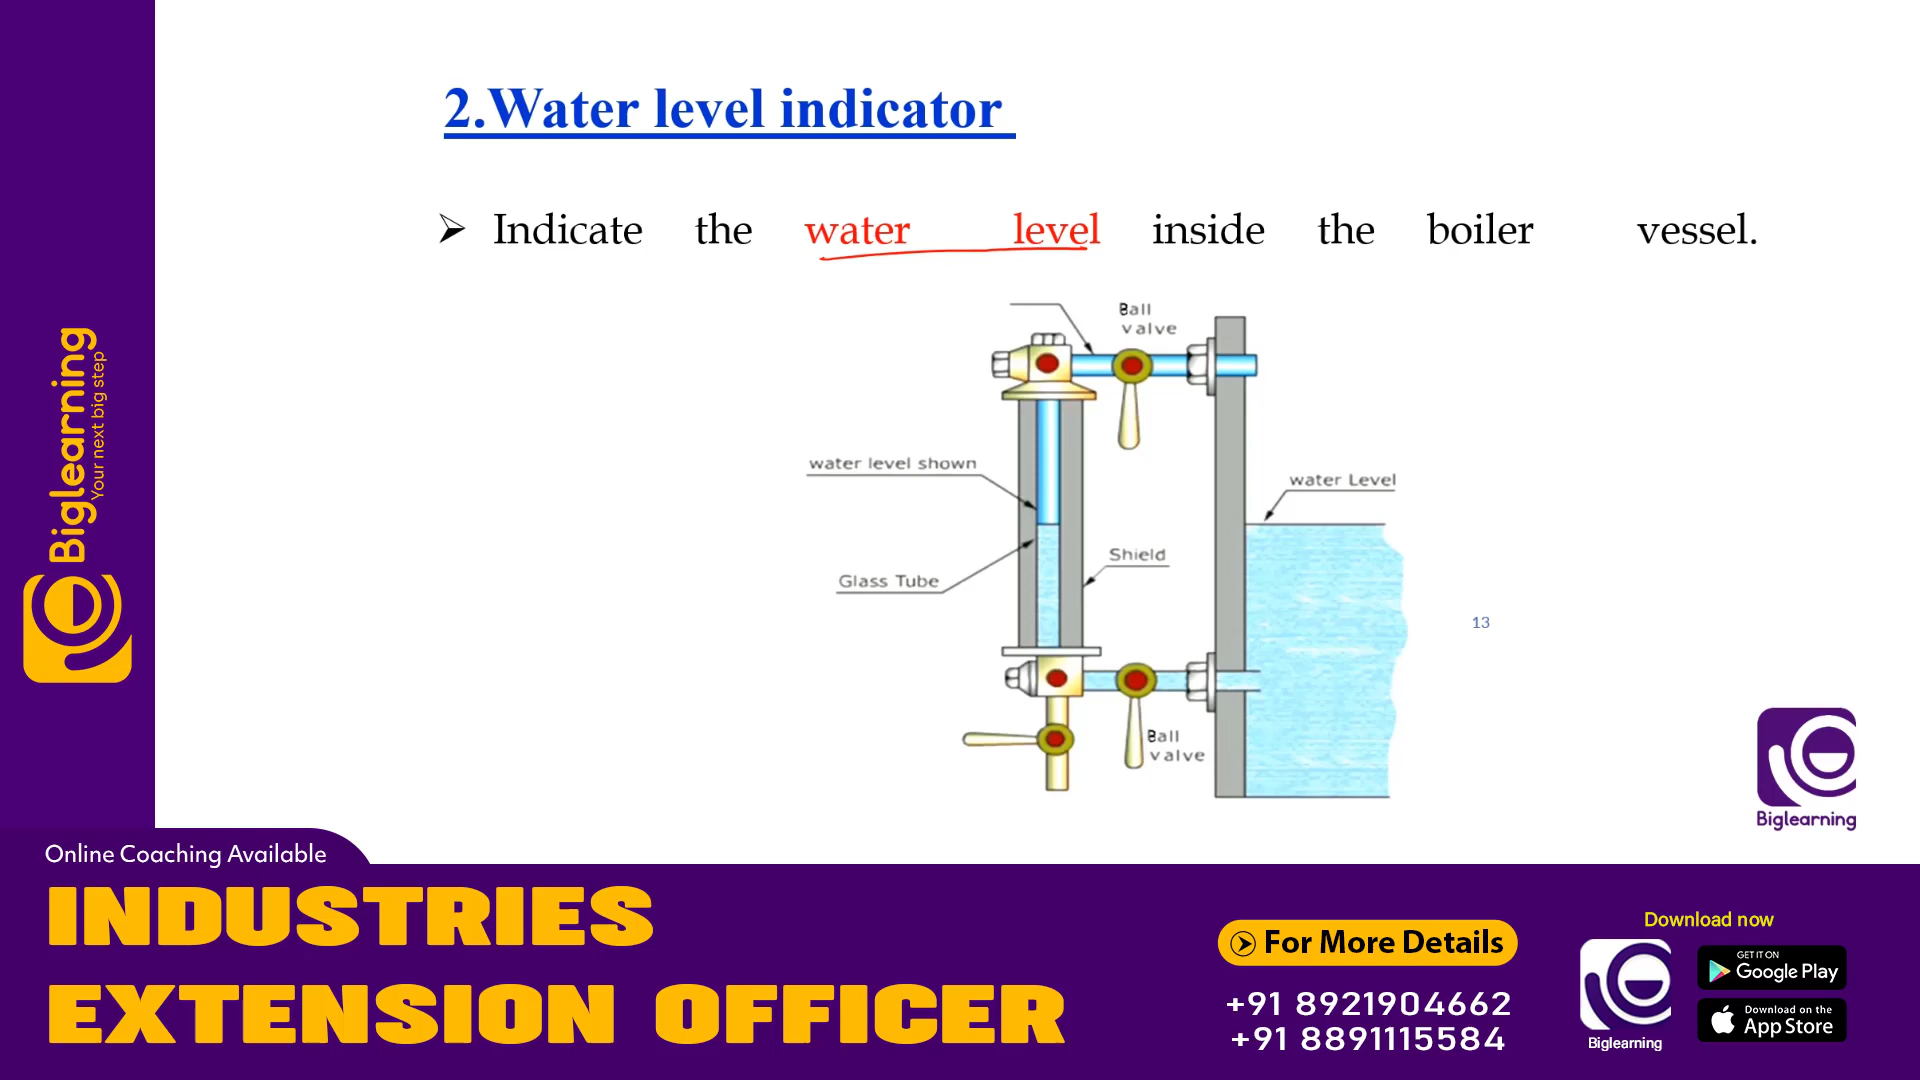 2.Water level indicator
➢ Indicate the water level inside the boiler vessel.
Ball
valve
water level shown
water Level
Shield
Glass Tube
13
Ball
valve
Biglearning
Your next big step
Biglearning
Online Coaching Available
INDUSTRIES
EXTENSION OFFICER
For More Details
+91 8921904662
+91 8891115584
Download now
GET IT ON
Google Play
Download on the
App Store
Biglearning